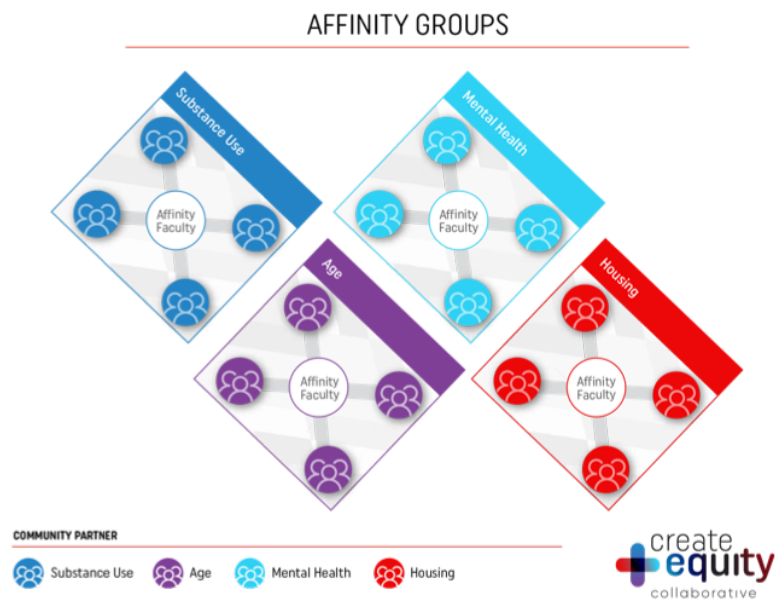 AFFINITY GROUPS
Substance Use
Affinity
Faculty
Mental Health
Affinity
Faculty
Age
Affinity
Faculty
Housing
Affinity
Faculty
COMMUNITY PARTNER
Substance Use
Age
Mental Health
Housing
create
equity
collaborative